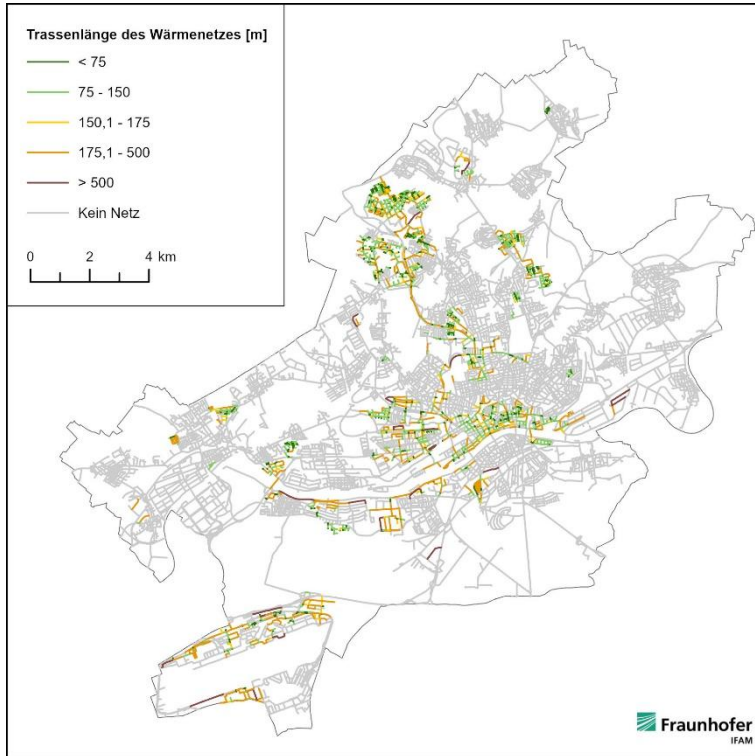 Trassenlänge des Wärmenetzes [m]
< 75
75 - 150
150,1 - 175
175,1 - 500
> 500
Kein Netz
0 2 4 km
Fraunhofer
IFAM